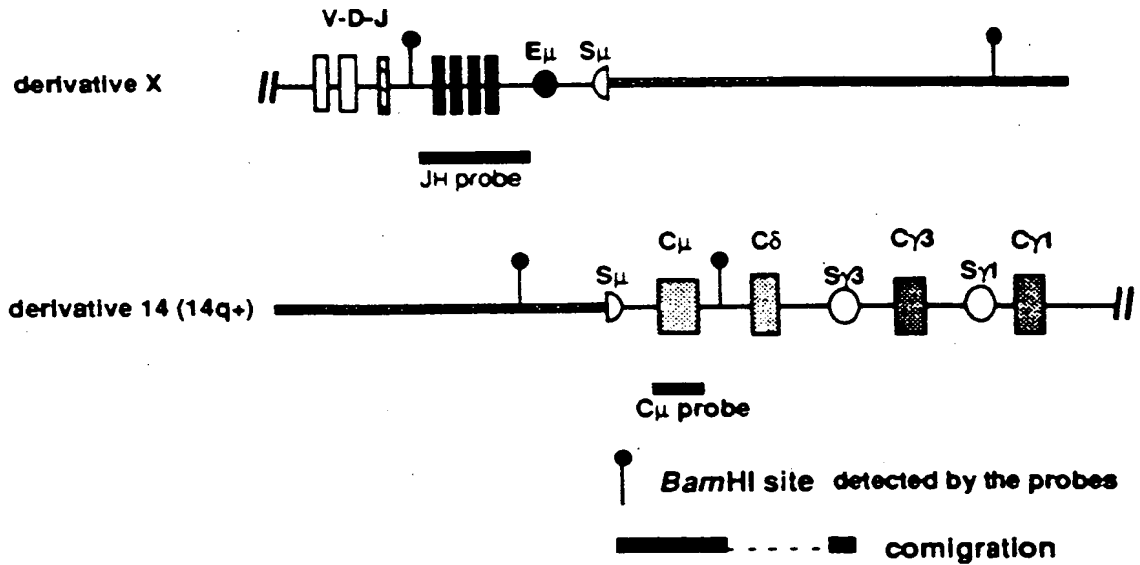 V-D-J
Eμ
Sμ
derivative X
JH probe
Cμ
Cδ
Cγ3
Cγ1
Sμ
Sγ3
Sγ1
derivative 14 (14q+)
Cμ probe
BamHI site detected by the probes
comigration